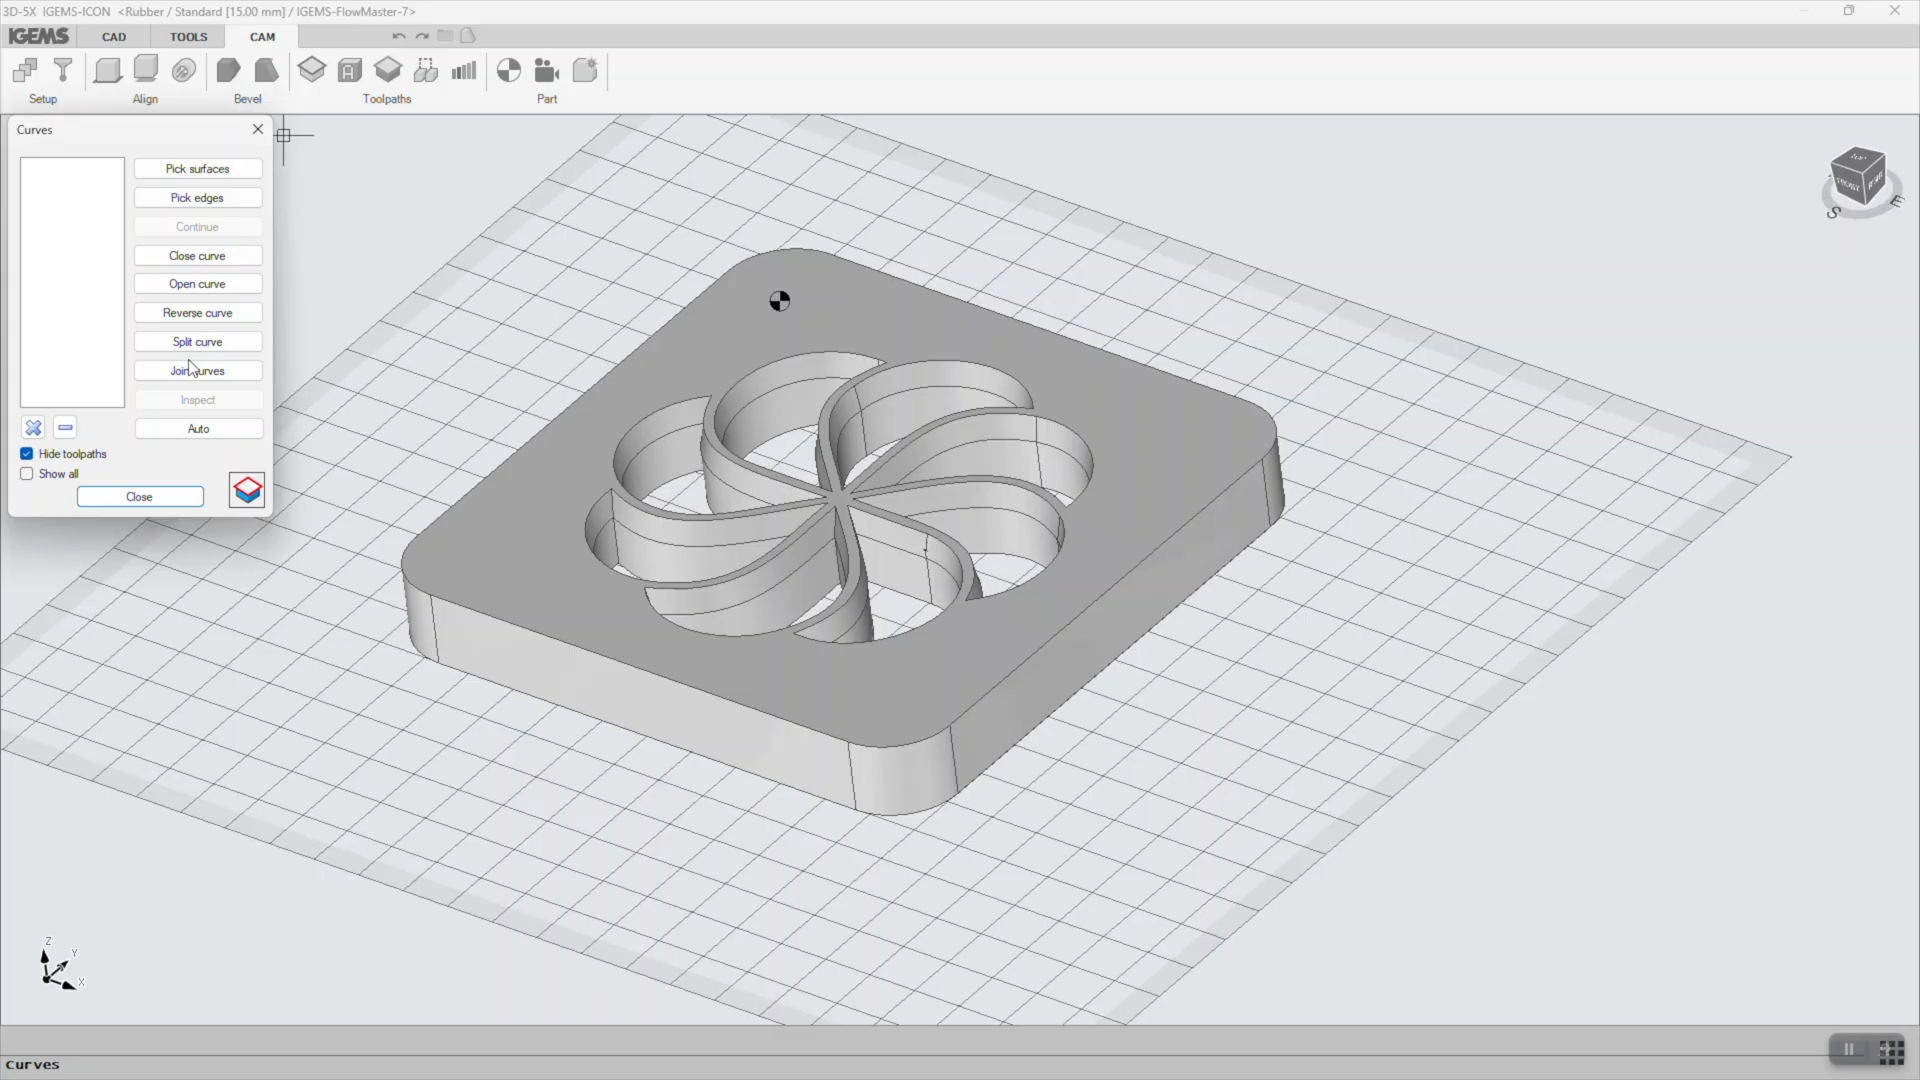 3D-5X IGEMS-ICON <Rubber / Standard [15.00 mm] / IGEMS-FlowMaster-7>
IGEMS CAD TOOLS CAM
Setup Align Bevel Toolpaths Part
Curves
Pick surfaces
Pick edges
Continue
Close curve
Open curve
Reverse curve
Split curve
Join curves
Inspect
Auto
Hide toolpaths
Show all
Close
TOP
FRONT
S
E
Z
Y
X
Curves